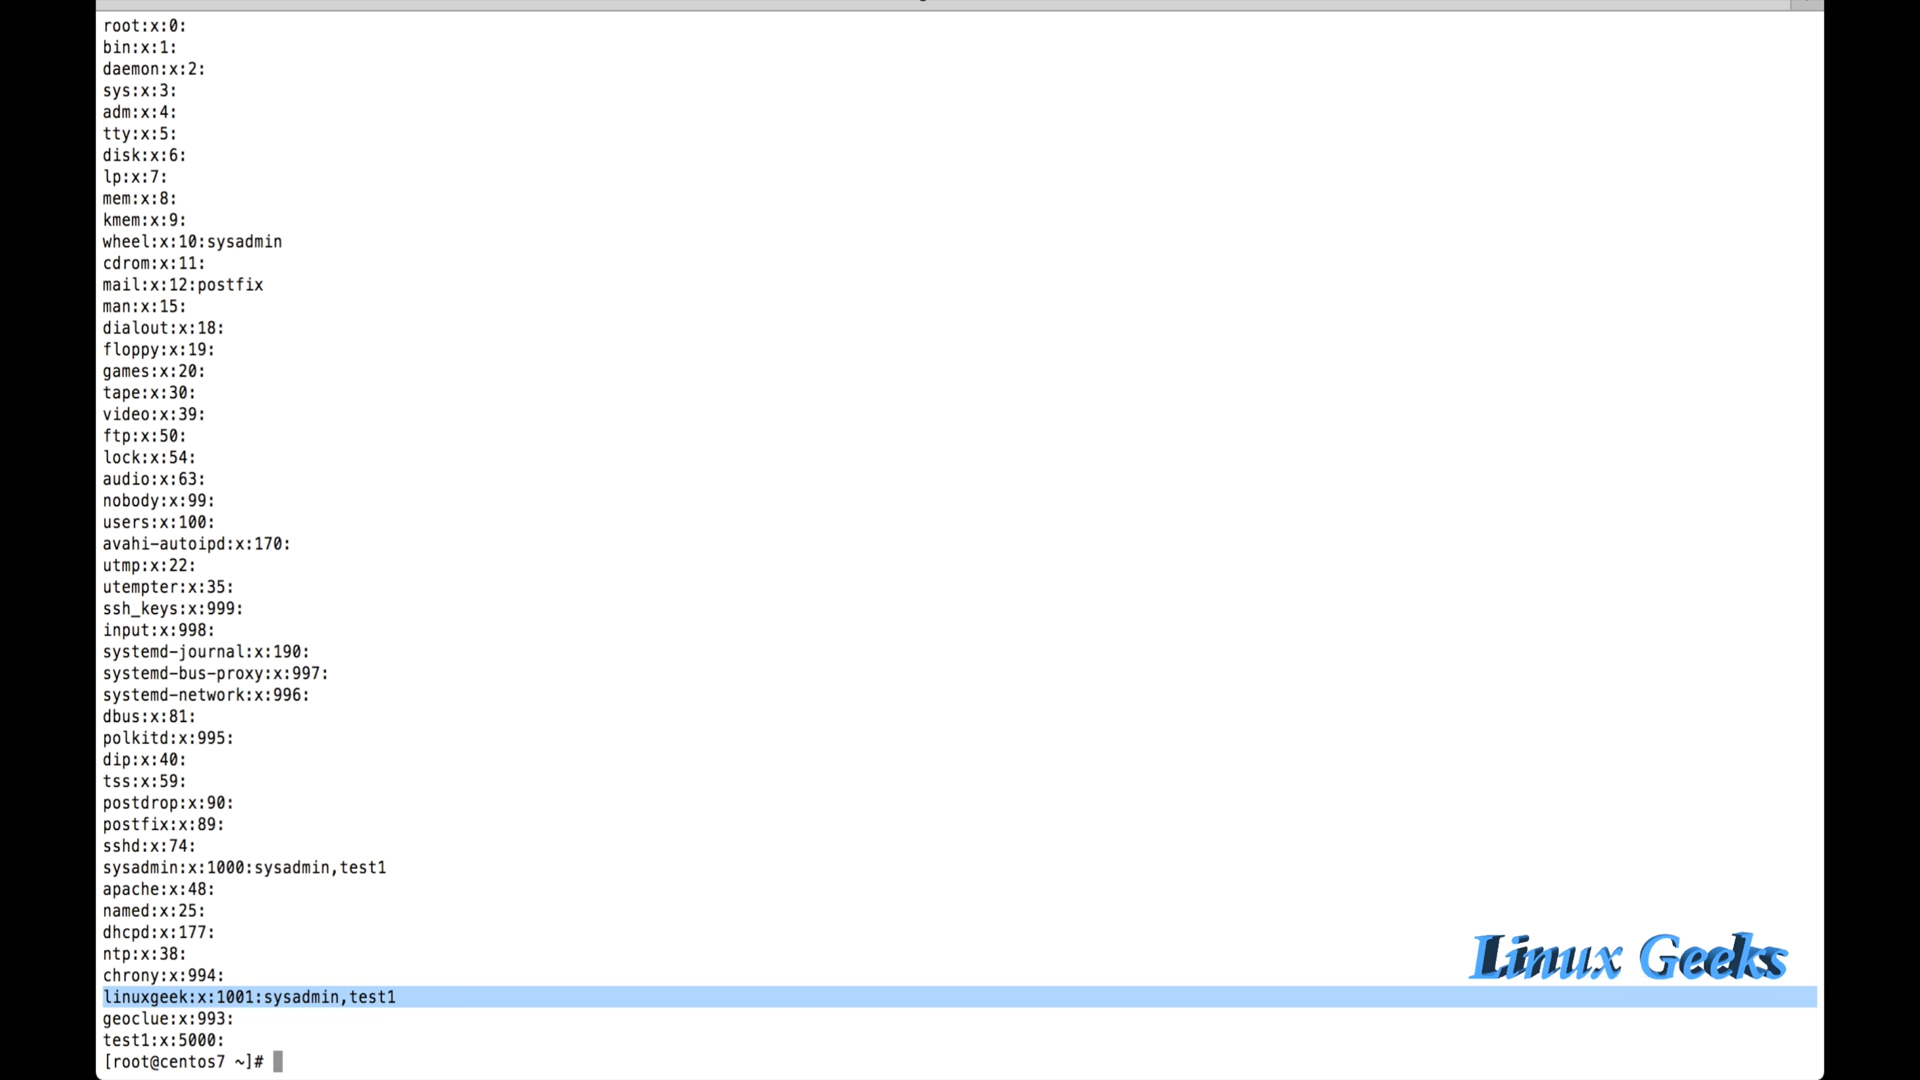 root:x:0:
bin:x:1:
daemon:x:2:
sys:x:3:
adm:x:4:
tty:x:5:
disk:x:6:
lp:x:7:
mem:x:8:
kmem:x:9:
wheel:x:10:sysadmin
cdrom:x:11:
mail:x:12:postfix
man:x:15:
dialout:x:18:
floppy:x:19:
games:x:20:
tape:x:30:
video:x:39:
ftp:x:50:
lock:x:54:
audio:x:63:
nobody:x:99:
users:x:100:
avahi-autoipd:x:170:
utmp:x:22:
utempter:x:35:
ssh_keys:x:999:
input:x:998:
systemd-journal:x:190:
systemd-bus-proxy:x:997:
systemd-network:x:996:
dbus:x:81:
polkitd:x:995:
dip:x:40:
tss:x:59:
postdrop:x:90:
postfix:x:89:
sshd:x:74:
sysadmin:x:1000:sysadmin,test1
apache:x:48:
named:x:25:
dhcpd:x:177:
ntp:x:38:
chrony:x:994:
linuxgeek:x:1001:sysadmin,test1
geoclue:x:993:
test1:x:5000:
[root@centos7 ~]#
Linux Geeks